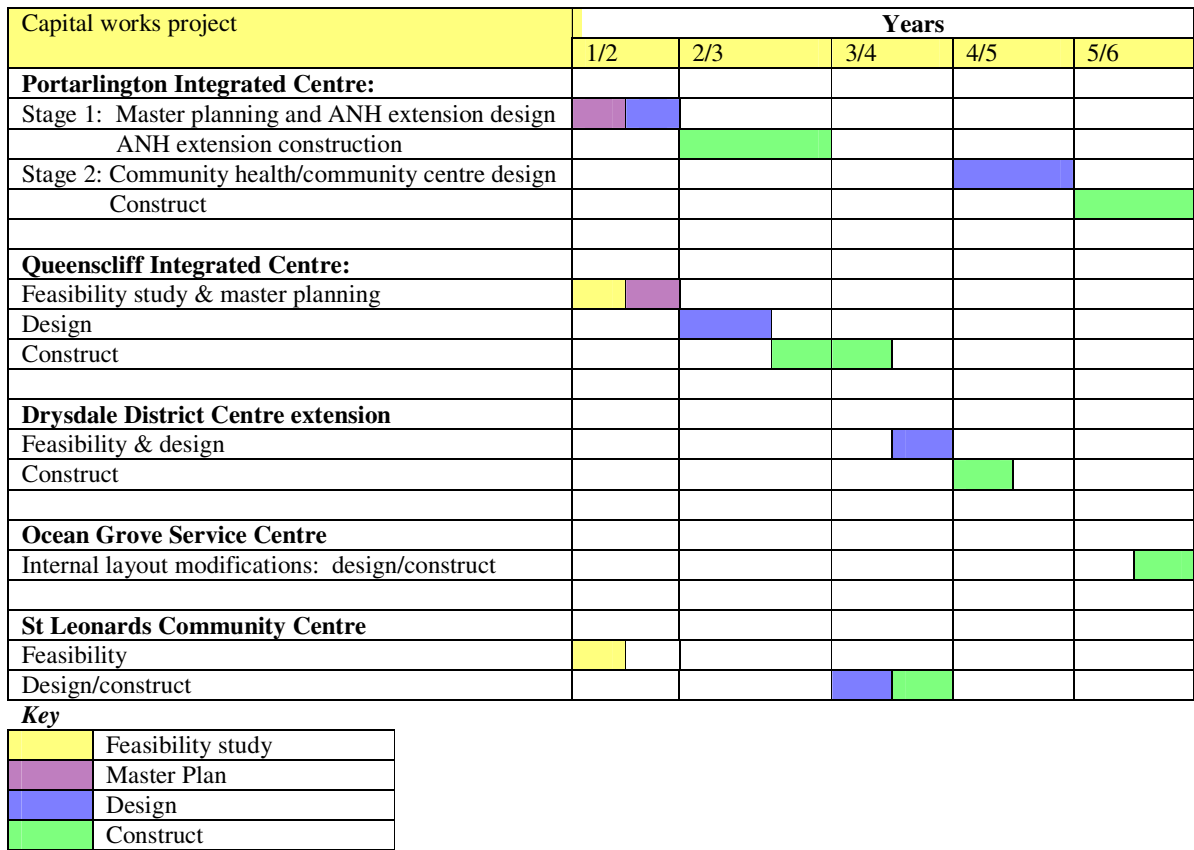 Capital works project
Years
1/2 2/3 3/4 4/5 5/6
Portarlington Integrated Centre:
Stage 1: Master planning and ANH extension design
ANH extension construction
Stage 2: Community health/community centre design
Construct
Queenscliff Integrated Centre:
Feasibility study & master planning
Design
Construct
Drysdale District Centre extension
Feasibility & design
Construct
Ocean Grove Service Centre
Internal layout modifications: design/construct
St Leonards Community Centre
Feasibility
Design/construct
Key
Feasibility study
Master Plan
Design
Construct